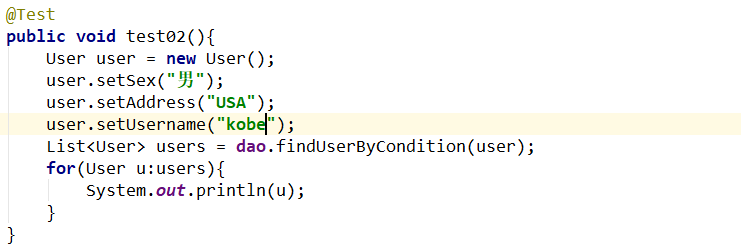 @Test
public void test02(){
    User user = new User();
    user.setSex("男");
    user.setAddress("USA");
    user.setUsername("kobe");
    List<User> users = dao.findUserByCondition(user);
    for(User u:users){
        System.out.println(u);
    }
}